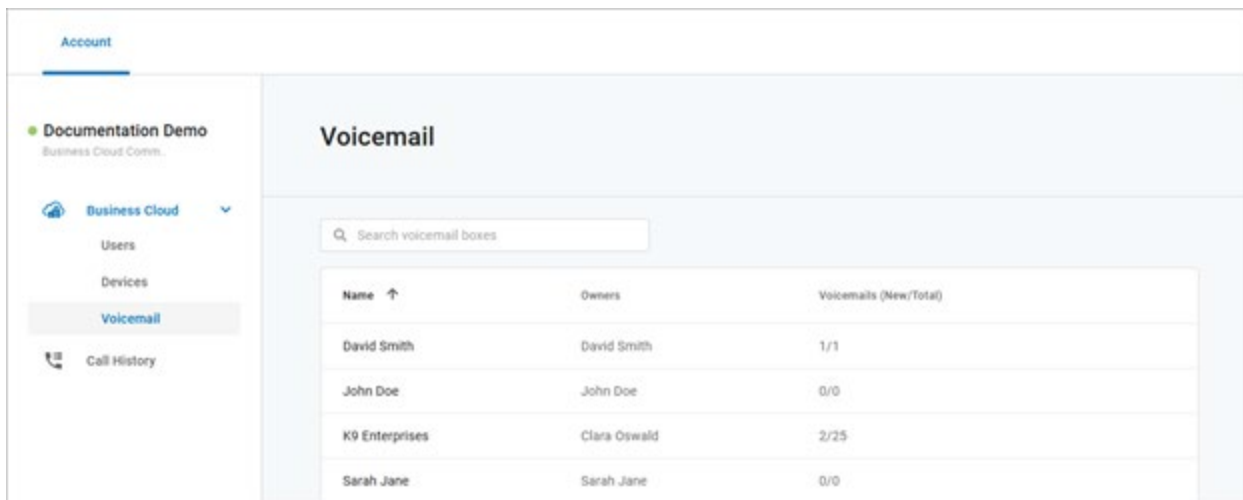 Account
Documentation Demo
Business Cloud Comm..
Business Cloud
Users
Devices
Voicemail
Call History
Voicemail
Search voicemail boxes
Name Owners Voicemails (New/Total)
David Smith David Smith 1/1
John Doe John Doe 0/0
K9 Enterprises Clara Oswald 2/25
Sarah Jane Sarah Jane 0/0